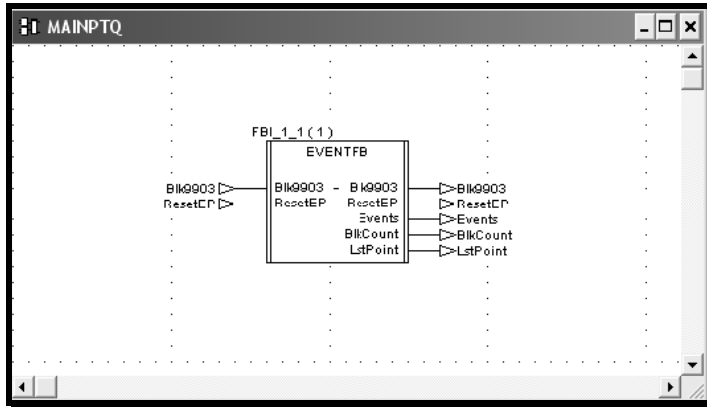 MAINPTQ
FBI_1_1(1)
EVENTFB
Blk9903 Blk9903 - Blk9903 Blk9903
ResetEP ResetEP ResetEP ResetEP
Events Events
BlkCount BlkCount
LstPoint LstPoint